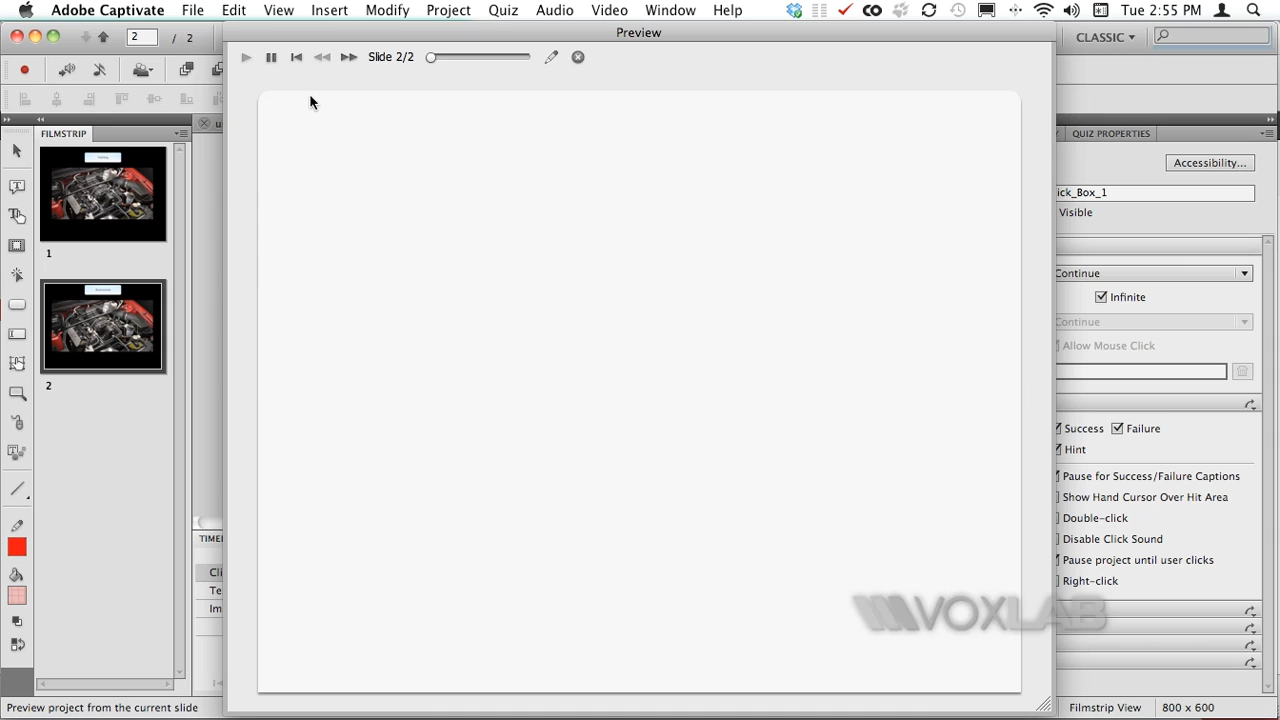 Adobe Captivate File Edit View Insert Modify Project Quiz Audio Video Window Help Tue 2:55 PM
Preview
2 / 2
CLASSIC
Slide 2/2
FILMSTRIP
QUIZ PROPERTIES
Accessibility...
ick_Box_1
Visible
1
Continue
Infinite
Continue
Allow Mouse Click
2
Success Failure
Hint
Pause for Success/Failure Captions
Show Hand Cursor Over Hit Area
Double-click
TIMEL
Disable Click Sound
Pause project until user clicks
Cli
Right-click
Te
Im
VOXLAB
Preview project from the current slide
Filmstrip View 800 x 600